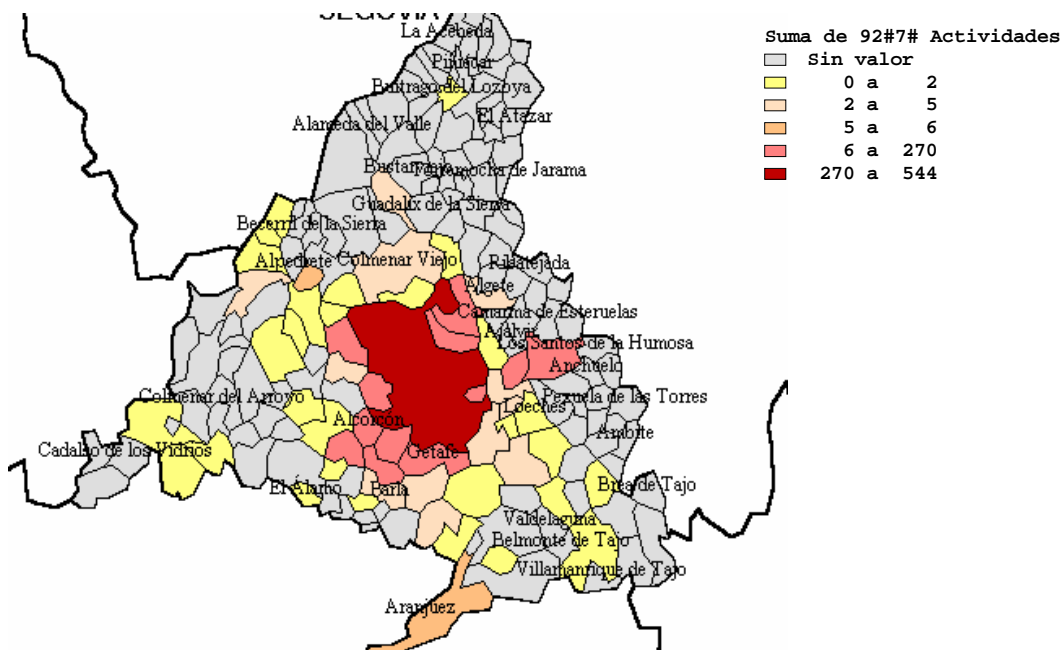 SEGOVIA
La Acebeda
Piñuecar
Buitrago del Lozoya
El Atazar
Alameda del Valle
Bustarviejo
Torremocha de Jarama
Guadalix de la Sierra
Becerril de la Sierra
Alpedrete
Colmenar Viejo
Ribatejada
Algete
Camarma de Esteruelas
Ajalvir
Los Santos de la Humosa
Anchuelo
Colmenar del Arroyo
Pezuela de las Torres
Loeches
Alcorcón
Ambite
Cadalso de los Vidrios
Getafe
El Álamo
Parla
Brea de Tajo
Valdelaguna
Belmonte de Tajo
Villamanrique de Tajo
Aranjuez
Suma de 92#7# Actividades
Sin valor
0 a 2
2 a 5
5 a 6
6 a 270
270 a 544